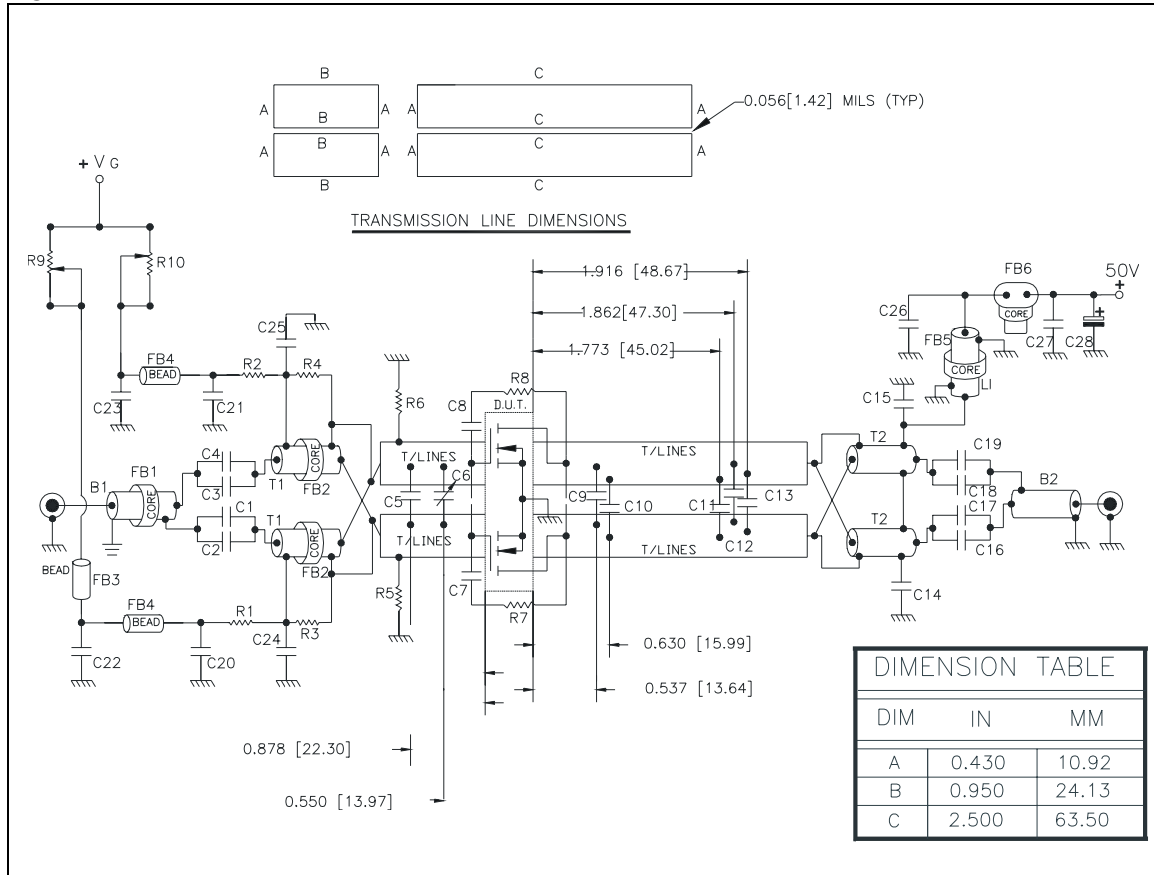 B
C
A
B
A
A
C
A
0.056[1.42] MILS (TYP)
A
B
A
A
C
A
B
C
+ V G
TRANSMISSION LINE DIMENSIONS
R9
R10
1.916 [48.67]
1.862[47.30]
1.773 [45.02]
FB6
50V
+
C26
CORE
+
FB5
C27
C28
CORE
L1
C25
FB4
BEAD
R2
R4
R8
D.U.T.
C23
C21
R6
C8
C15
C4
T/LINES
C6
T/LINES
T2
C19
FB1
C3
T1
CORE
FB2
B1
CORE
C1
C5
C9
C10
C11
C13
C18
B2
T1
T2
C17
C2
CORE
FB2
T/LINES
T/LINES
C12
C16
BEAD
FB3
C7
C14
FB4
BEAD
R1
R5
R7
C22
C20
C24
R3
0.630 [15.99]
0.537 [13.64]
0.878 [22.30]
0.550 [13.97]
DIMENSION TABLE
DIM IN MM
A 0.430 10.92
B 0.950 24.13
C 2.500 63.50